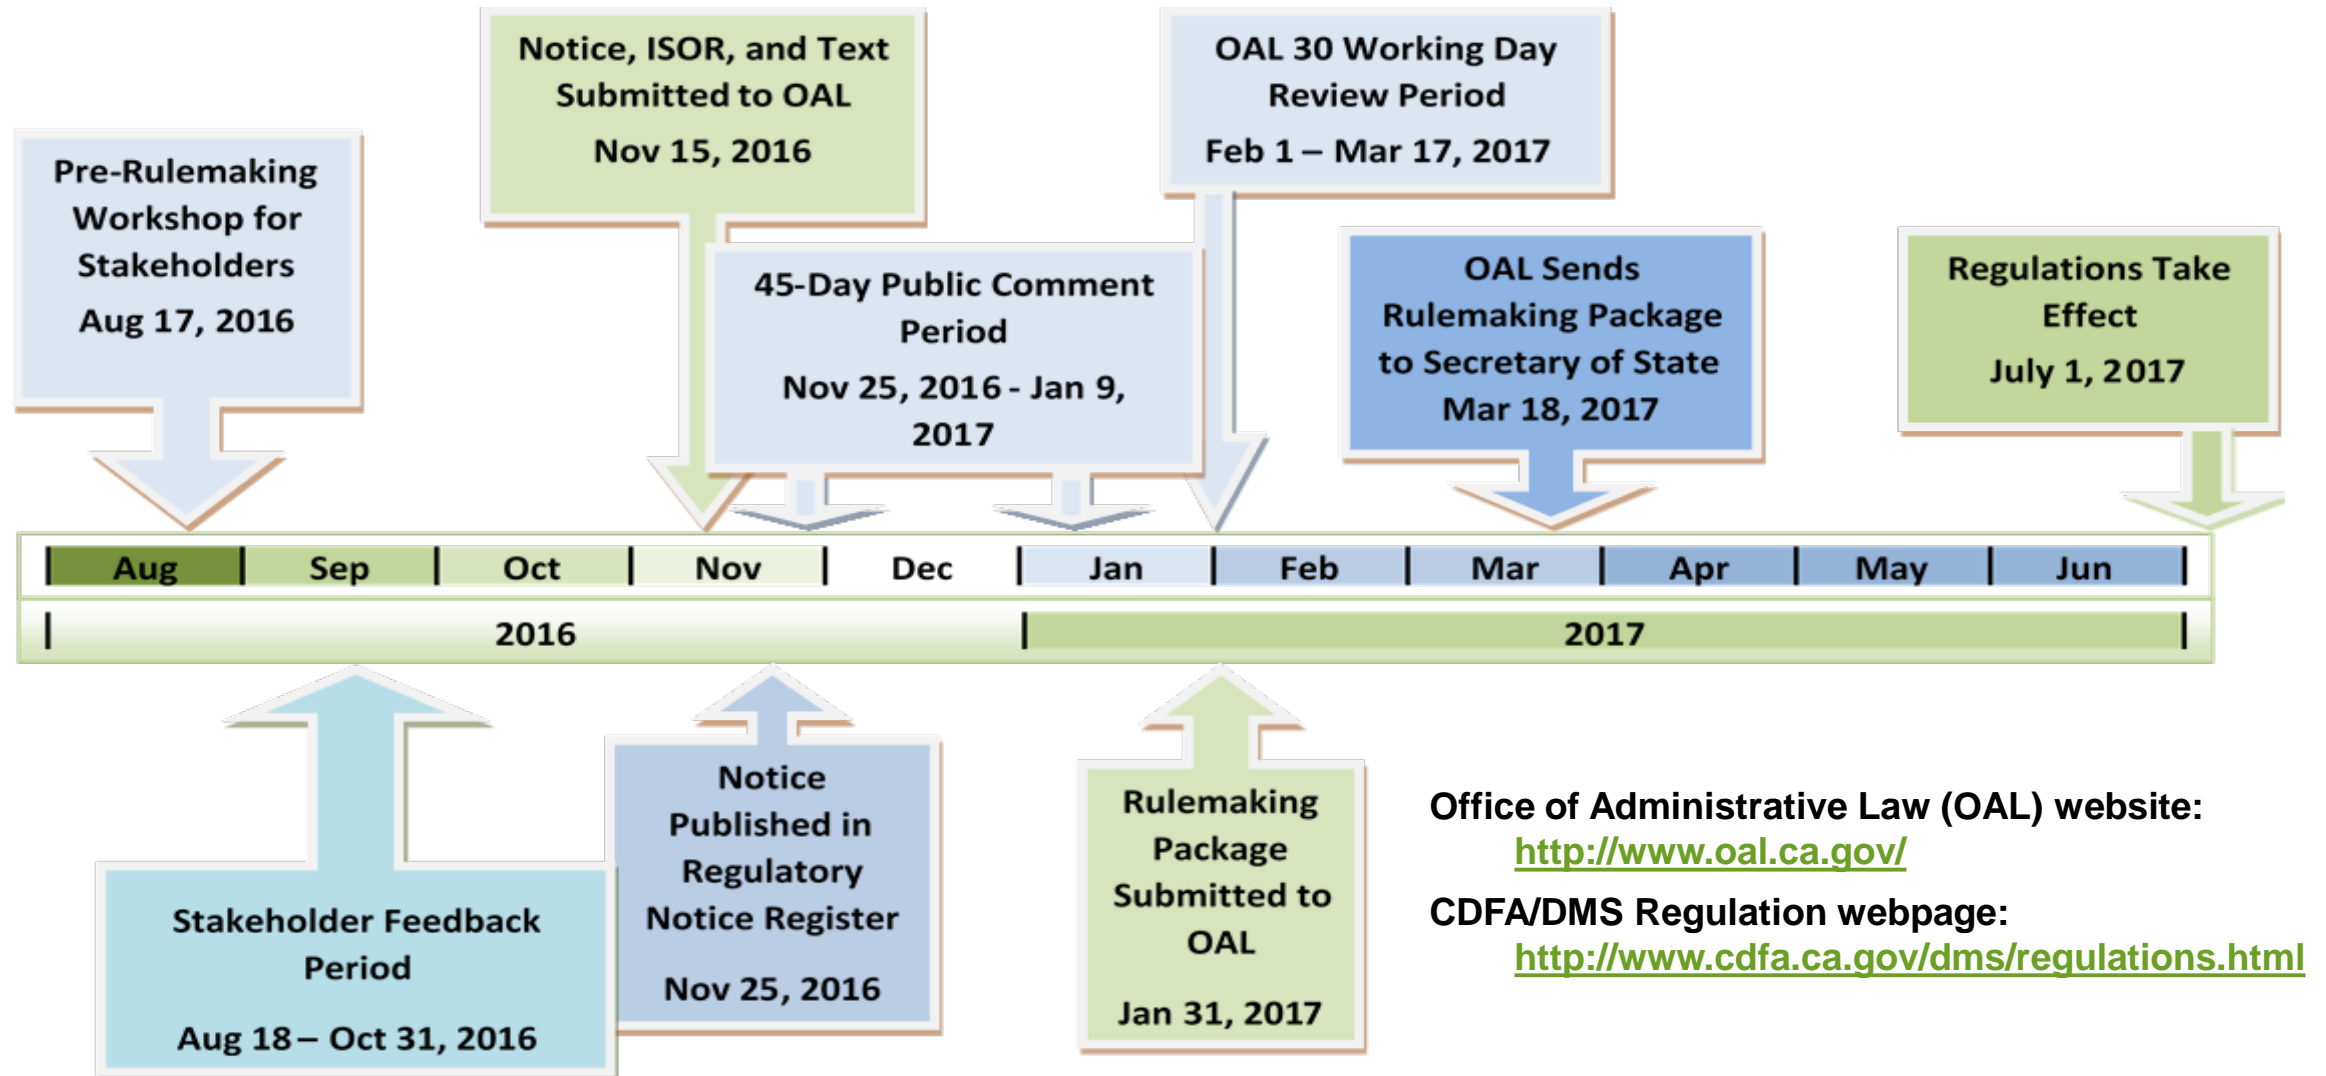 Notice, ISOR, and Text
Submitted to OAL
Nov 15, 2016
OAL 30 Working Day
Review Period
Feb 1 – Mar 17, 2017
Pre-Rulemaking
Workshop for
Stakeholders
Aug 17, 2016
45-Day Public Comment
Period
Nov 25, 2016 - Jan 9,
2017
OAL Sends
Rulemaking Package
to Secretary of State
Mar 18, 2017
Regulations Take
Effect
July 1, 2017
Aug Sep Oct Nov Dec Jan Feb Mar Apr May Jun
2016 2017
Stakeholder Feedback
Period
Aug 18 – Oct 31, 2016
Notice
Published in
Regulatory
Notice Register
Nov 25, 2016
Rulemaking
Package
Submitted to
OAL
Jan 31, 2017
Office of Administrative Law (OAL) website:
http://www.oal.ca.gov/
CDFA/DMS Regulation webpage:
http://www.cdfa.ca.gov/dms/regulations.html